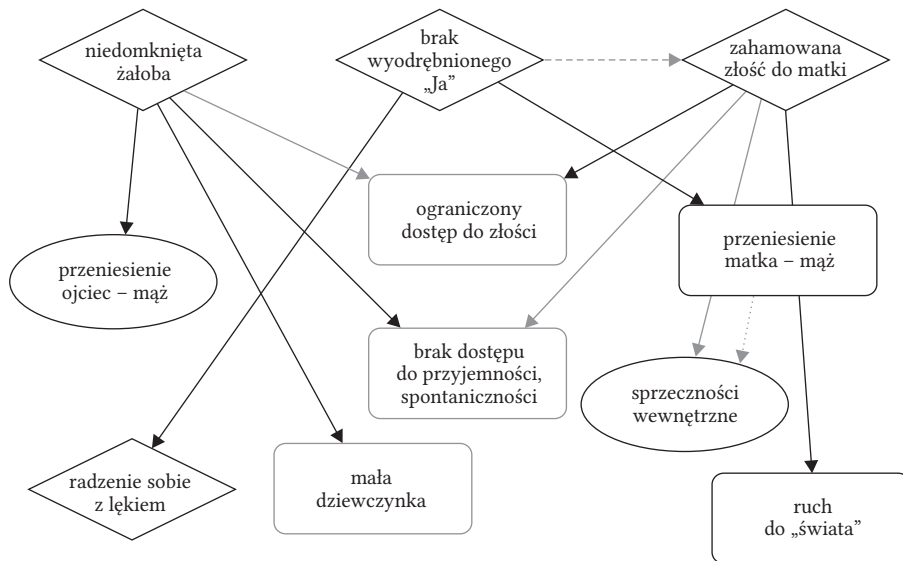 niedomknięta
żałoba
brak
wyodrębnionego
„Ja”
zahamowana
złość do matki
ograniczony
dostęp do złości
przeniesienie
matka – mąż
przeniesienie
ojciec – mąż
brak dostępu
do przyjemności,
spontaniczności
sprzeczności
wewnętrzne
radzenie sobie
z lękiem
mała
dziewczynka
ruch
do „świata”